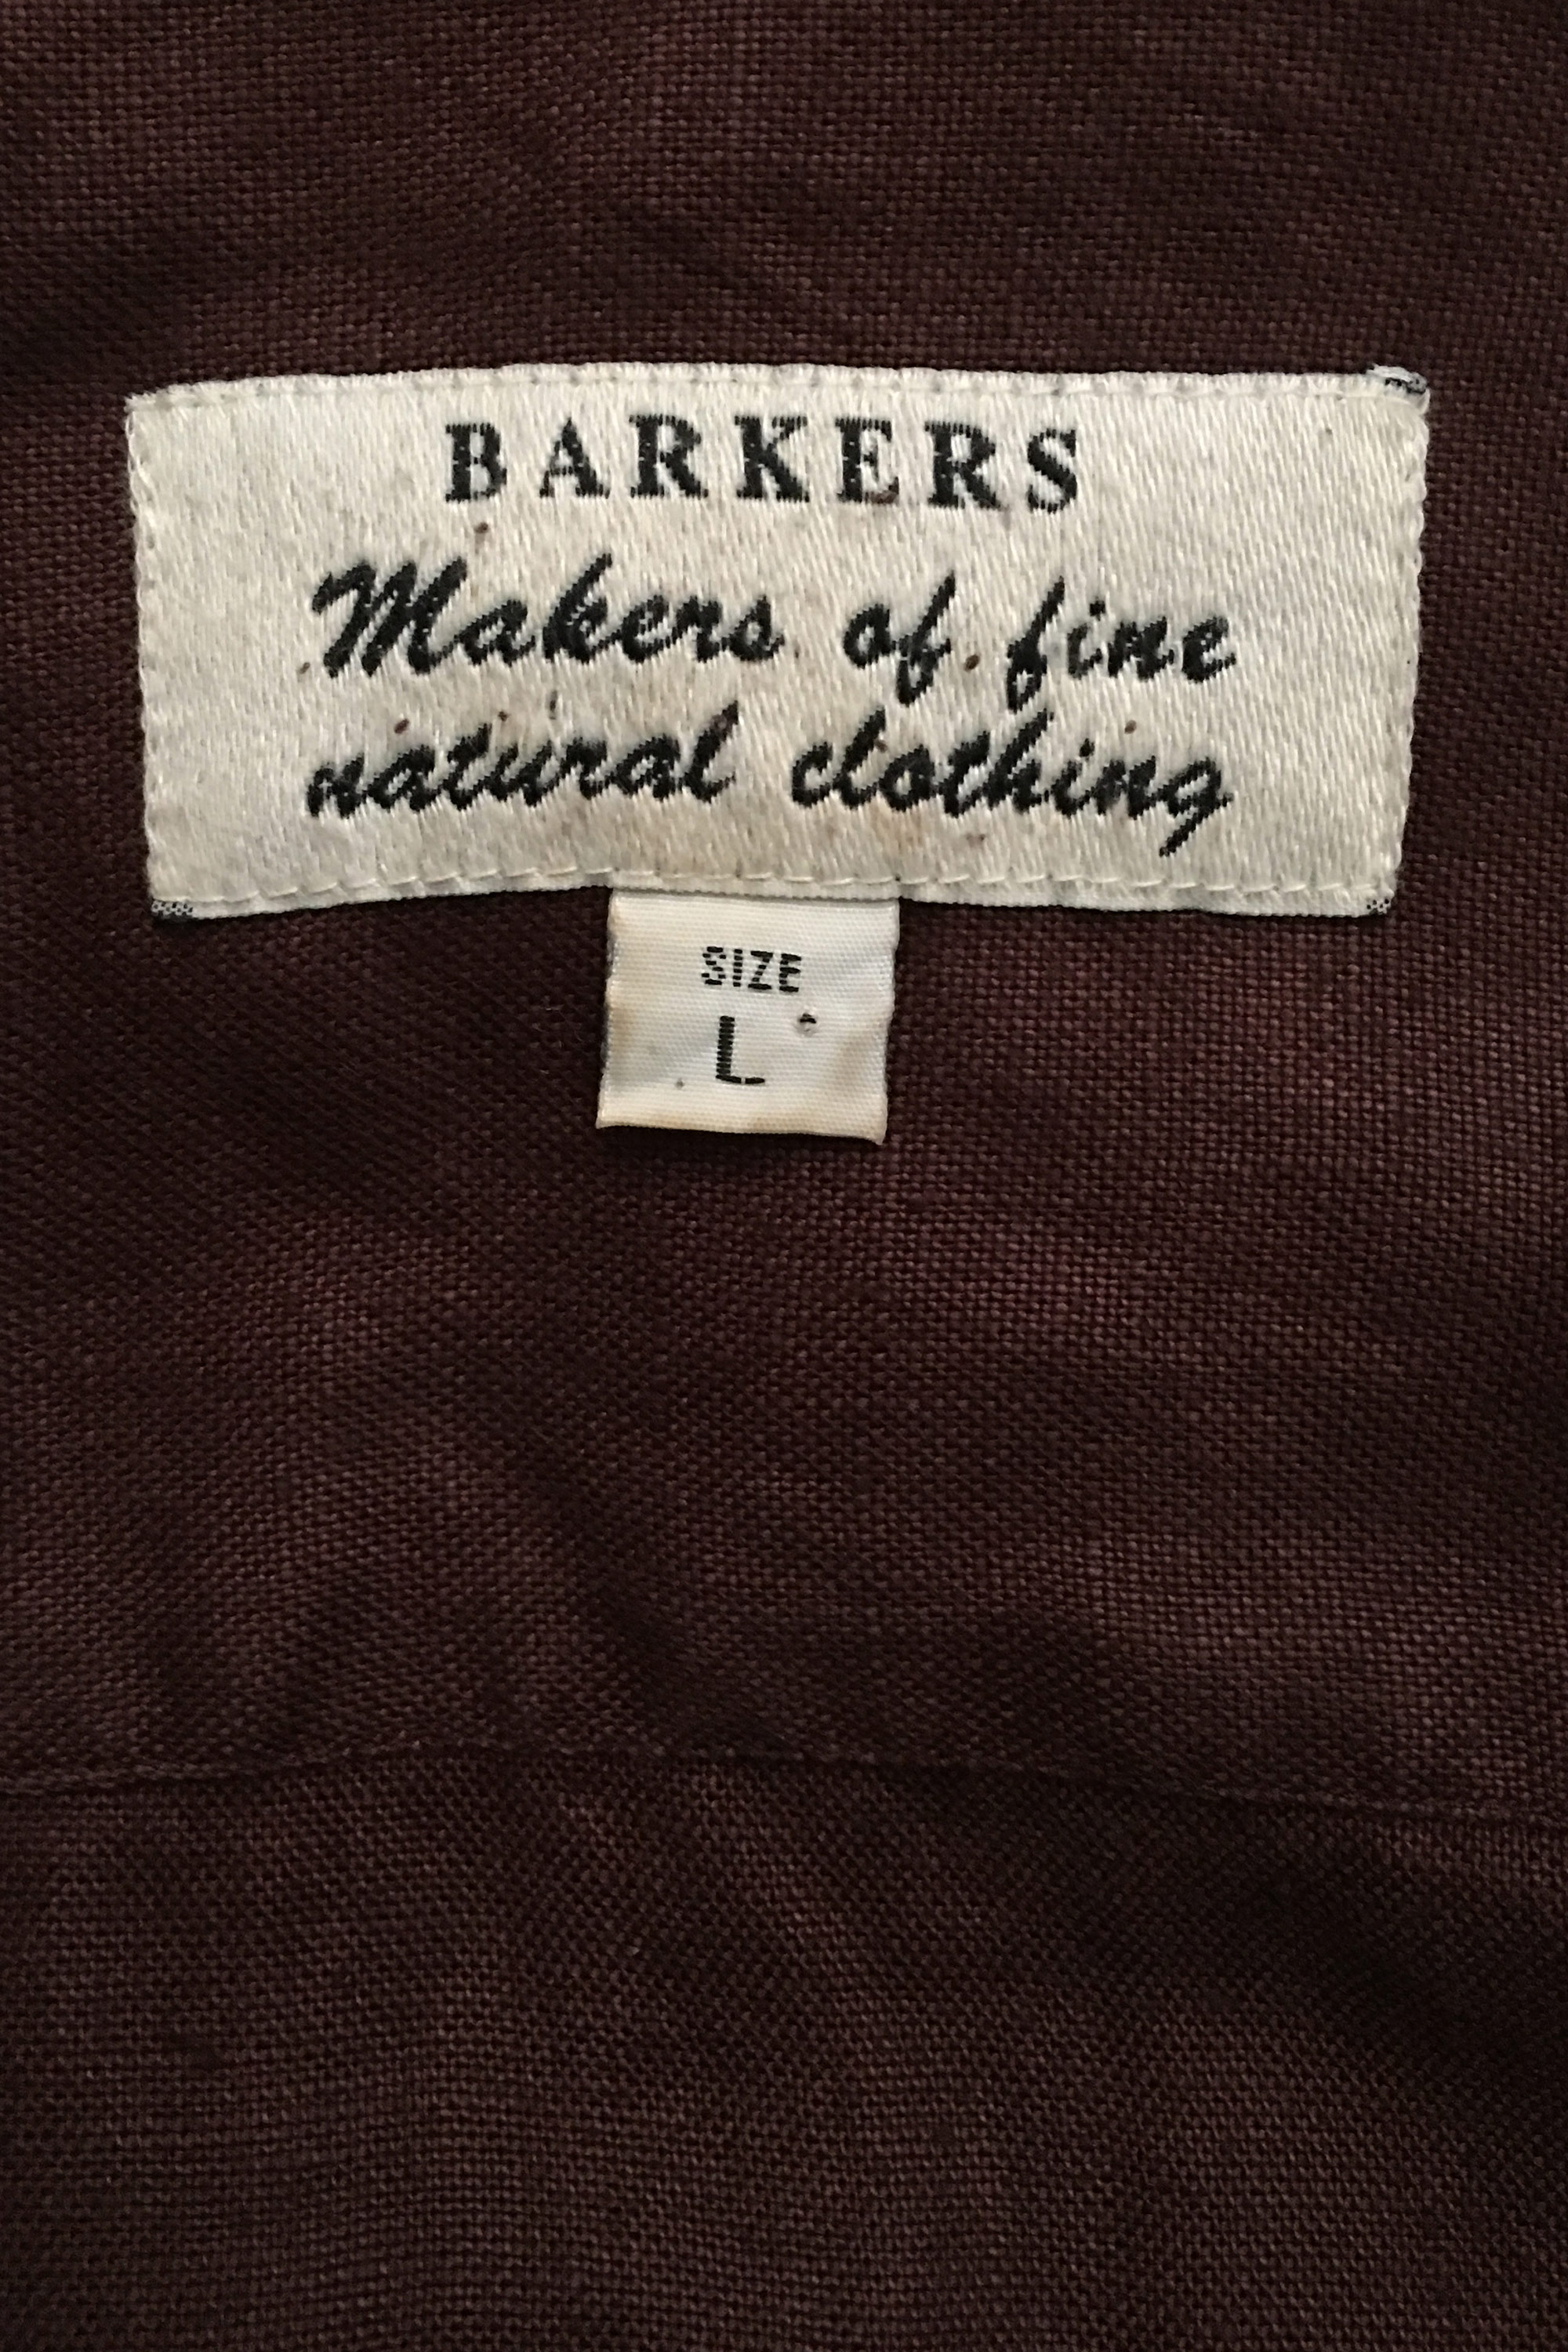 BARKERS
Makers of fine
natural clothing
SIZE
L